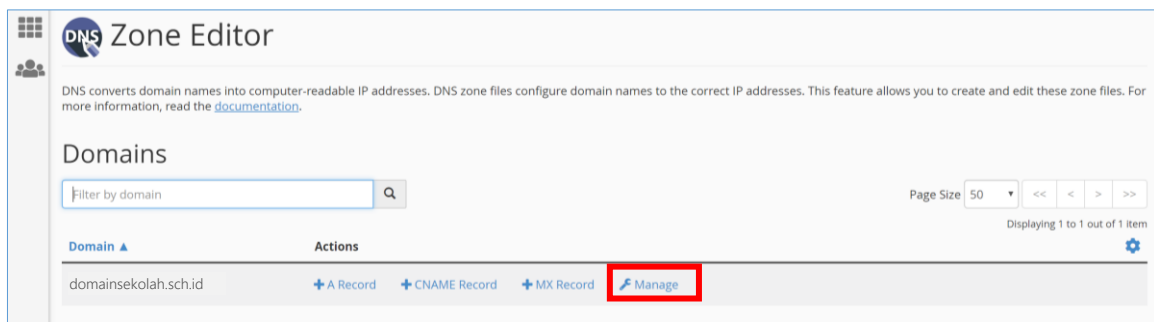 DNS Zone Editor
DNS converts domain names into computer-readable IP addresses. DNS zone files configure domain names to the correct IP addresses. This feature allows you to create and edit these zone files. For
more information, read the documentation.
Domains
Filter by domain
Page Size 50 << < > >>
Displaying 1 to 1 out of 1 item
Domain ▲ Actions
domainsekolah.sch.id + A Record + CNAME Record + MX Record Manage